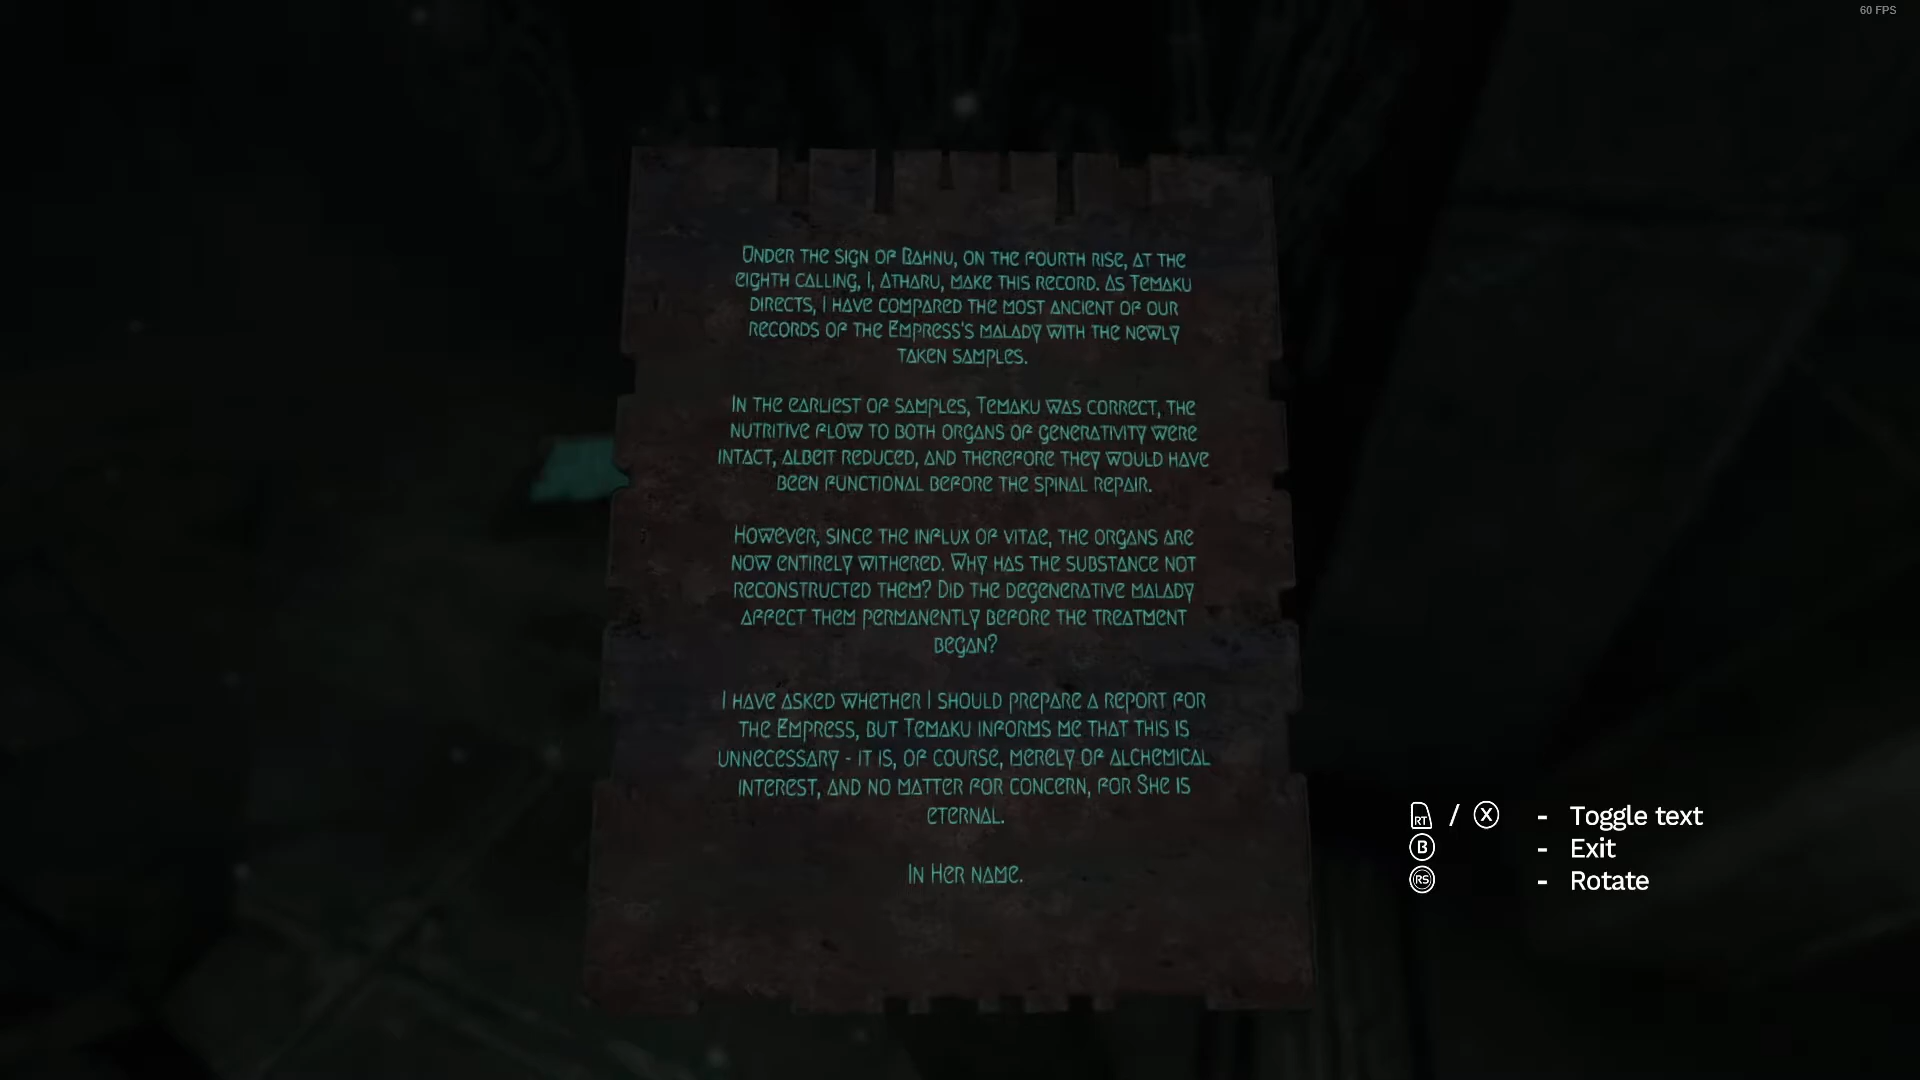 60 FPS
Under the sign of Bahnu, on the fourth rise, at the
eighth calling, I, Atharu, make this record. As Temaku
directs, I have compared the most ancient of our
records of the Empress's malady with the newly
taken samples.
In the earliest of samples, Temaku was correct, the
nutritive flow to both organs of generativity were
intact, albeit reduced, and therefore they would have
been functional before the spinal repair.
However, since the influx of vitae, the organs are
now entirely withered. Why has the substance not
reconstructed them? Did the degenerative malady
affect them permanently before the treatment
began?
I have asked whether I should prepare a report for
the Empress, but Temaku informs me that this is
unnecessary - it is, of course, merely of alchemical
interest, and no matter for concern, for She is
eternal.
In Her name.
RT / X - Toggle text
B - Exit
RS - Rotate